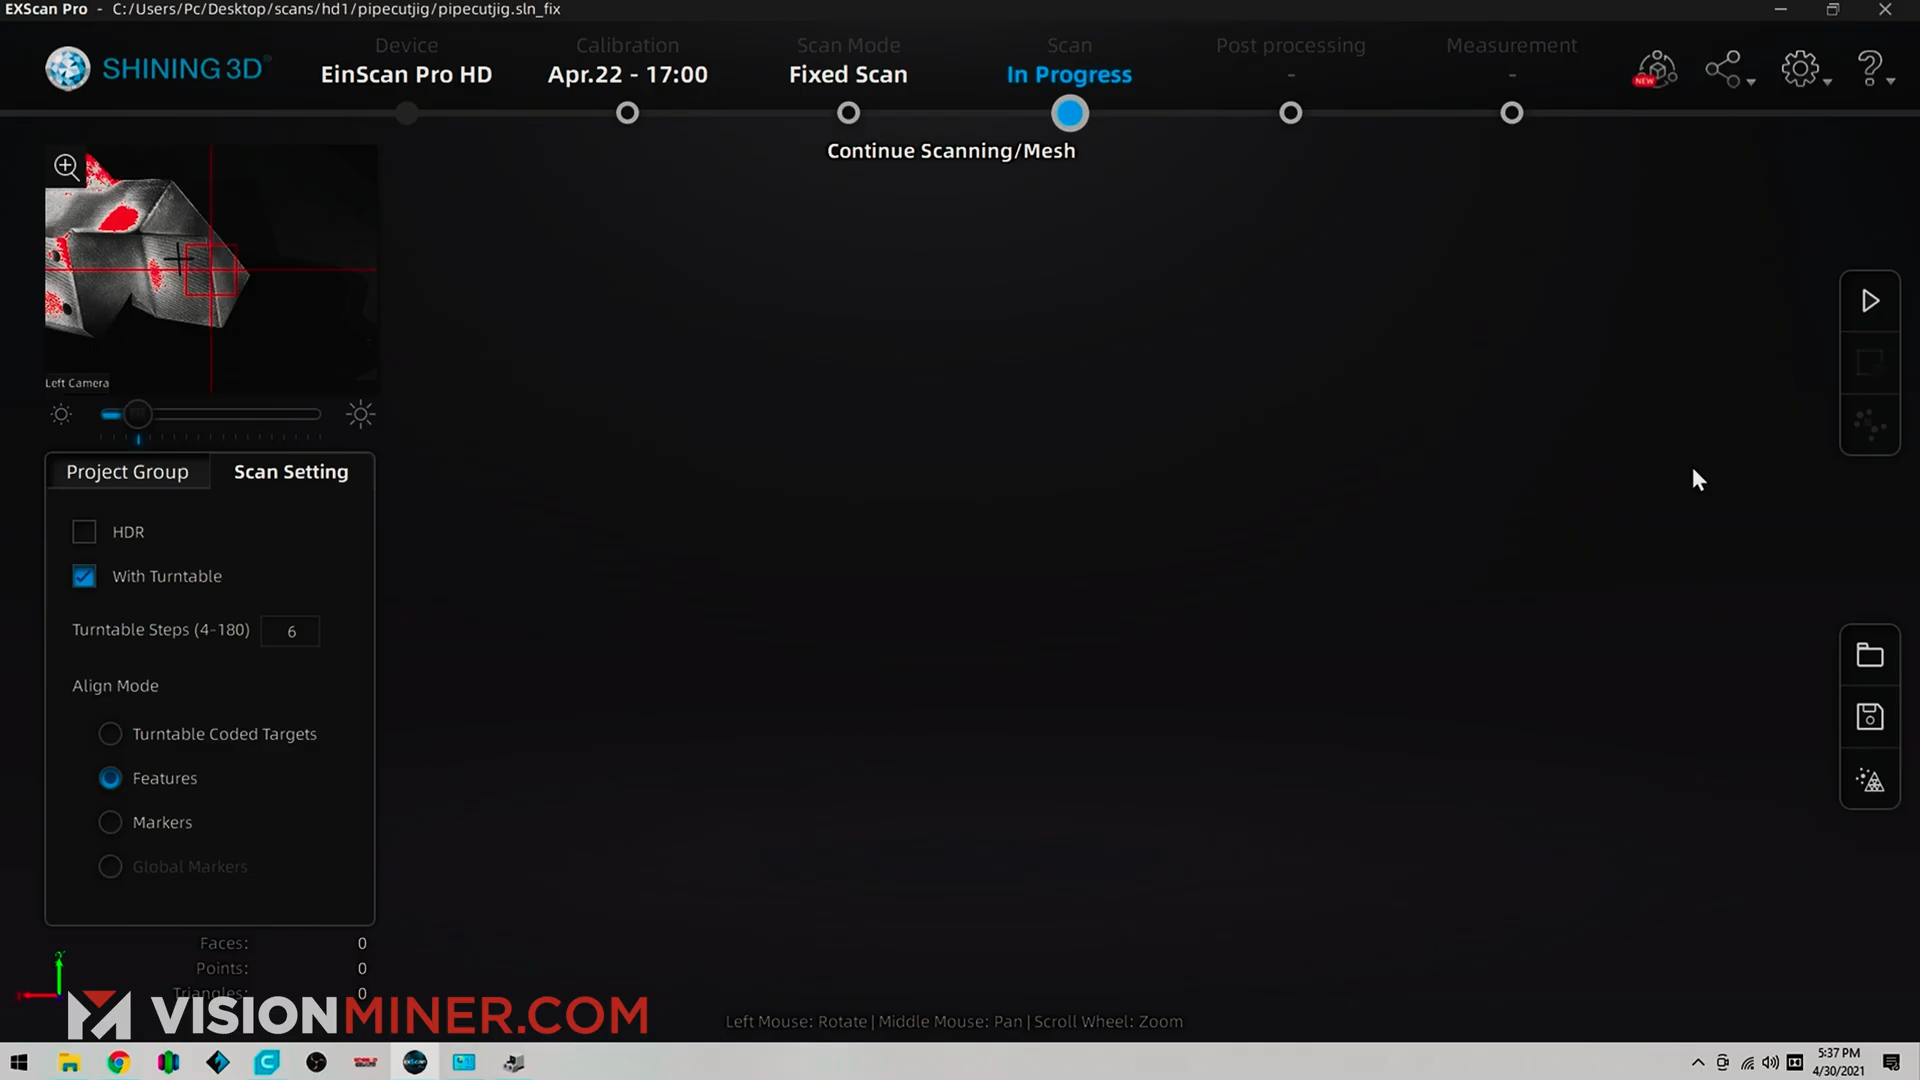 EXScan Pro - C:/Users/Pc/Desktop/scans/hd1/pipecutjig/pipecutjig.sln_fix
SHINING 3D®
Device
EinScan Pro HD
Calibration
Apr.22 - 17:00
Scan Mode
Fixed Scan
Scan
In Progress
Post processing
-
Measurement
-
NEW
Continue Scanning/Mesh
Left Camera
Project Group
Scan Setting
HDR
With Turntable
Turntable Steps (4-180) 6
Align Mode
Turntable Coded Targets
Features
Markers
Global Markers
Faces: 0
Points: 0
Triangles: 0
VISIONMINER.COM
Left Mouse: Rotate | Middle Mouse: Pan | Scroll Wheel: Zoom
5:37 PM
4/30/2021